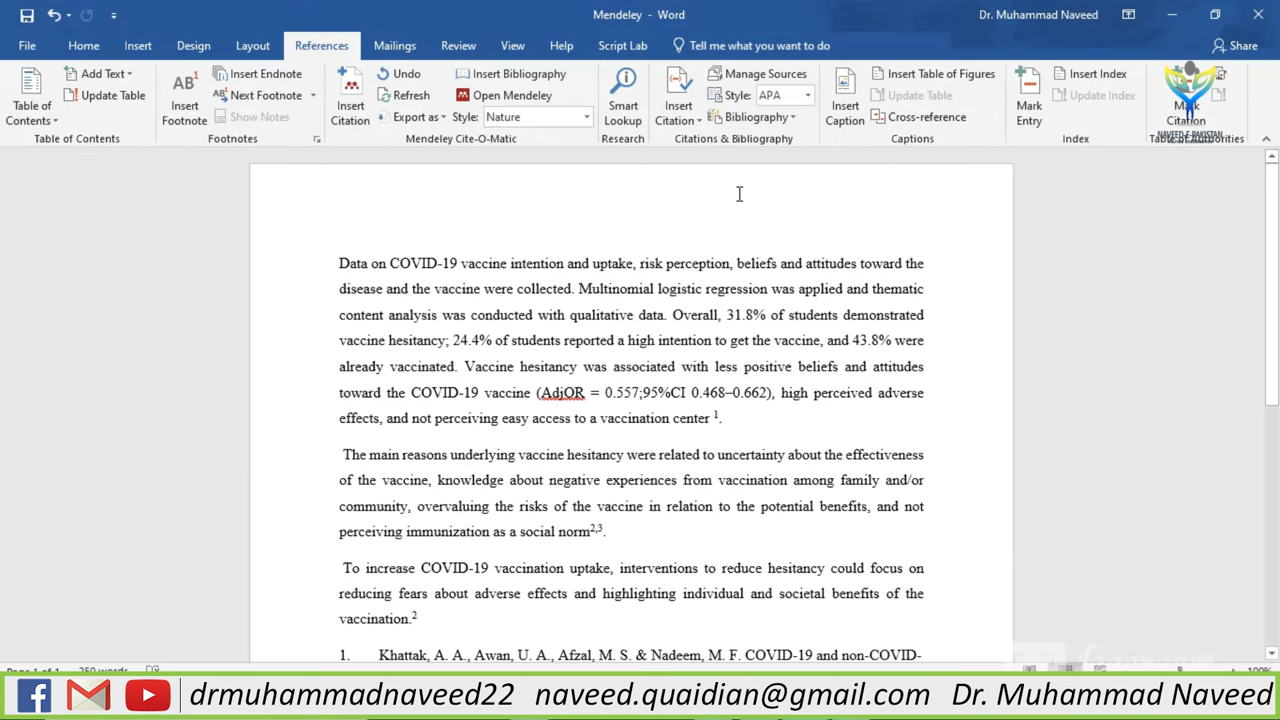 Mendeley - Word
Dr. Muhammad Naveed
File Home Insert Design Layout References Mailings Review View Help Script Lab Tell me what you want to do Share
Table of Contents
Add Text
Update Table
Table of Contents
AB1
Insert Footnote
Insert Endnote
Next Footnote
Show Notes
Footnotes
Insert Citation
Undo
Refresh
Export as
Insert Bibliography
Open Mendeley
Style: Nature
Mendeley Cite-O-Matic
Smart Lookup
Research
Insert Citation
Manage Sources
Style: APA
Bibliography
Citations & Bibliography
Insert Caption
Insert Table of Figures
Update Table
Cross-reference
Captions
Mark Entry
Insert Index
Update Index
Index
Mark Citation
NAVEED-E-PAKISTAN
Table of Authorities
Data on COVID-19 vaccine intention and uptake, risk perception, beliefs and attitudes toward the
disease and the vaccine were collected. Multinomial logistic regression was applied and thematic
content analysis was conducted with qualitative data. Overall, 31.8% of students demonstrated
vaccine hesitancy; 24.4% of students reported a high intention to get the vaccine, and 43.8% were
already vaccinated. Vaccine hesitancy was associated with less positive beliefs and attitudes
toward the COVID-19 vaccine (AdjOR = 0.557;95%CI 0.468–0.662), high perceived adverse
effects, and not perceiving easy access to a vaccination center 1.
The main reasons underlying vaccine hesitancy were related to uncertainty about the effectiveness
of the vaccine, knowledge about negative experiences from vaccination among family and/or
community, overvaluing the risks of the vaccine in relation to the potential benefits, and not
perceiving immunization as a social norm2,3.
To increase COVID-19 vaccination uptake, interventions to reduce hesitancy could focus on
reducing fears about adverse effects and highlighting individual and societal benefits of the
vaccination.2
1. Khattak, A. A., Awan, U. A., Afzal, M. S. & Nadeem, M. F. COVID-19 and non-COVID-
Page 1 of 1 250 words 100%
drmuhammadnaveed22 naveed.quaidian@gmail.com Dr. Muhammad Naveed